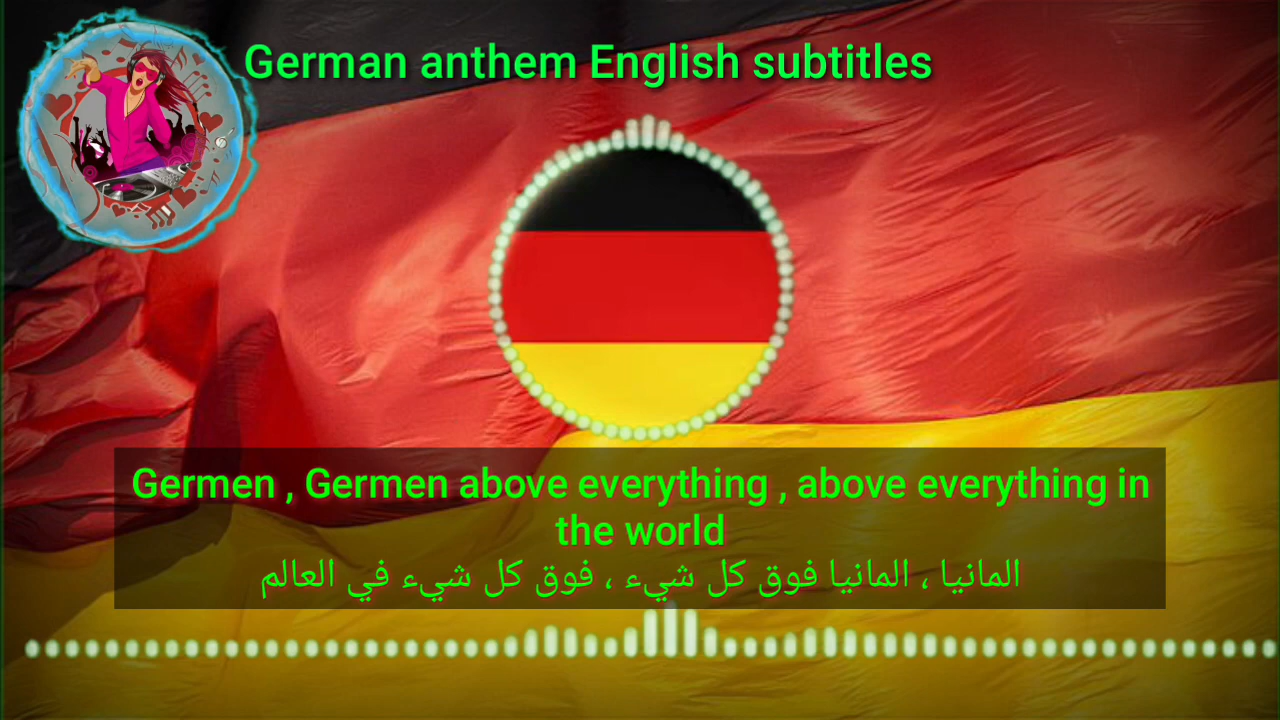 German anthem English subtitles
Germen , Germen above everything , above everything in
the world
المانيا ، المانيا فوق كل شيء ، فوق كل شيء في العالم